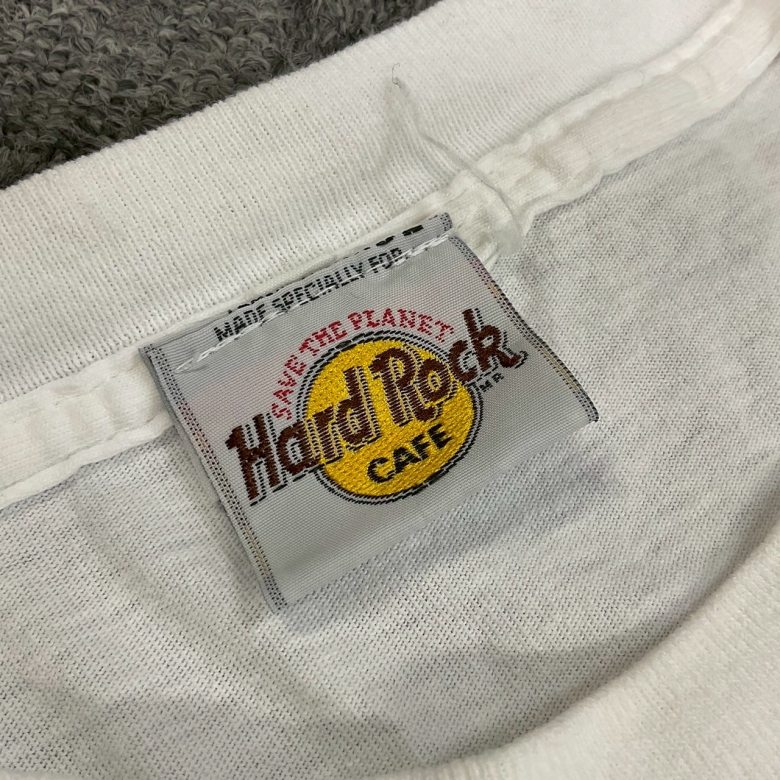 MADE SPECIALLY FOR
SAVE THE PLANET
Hard Rock
MR
CAFE